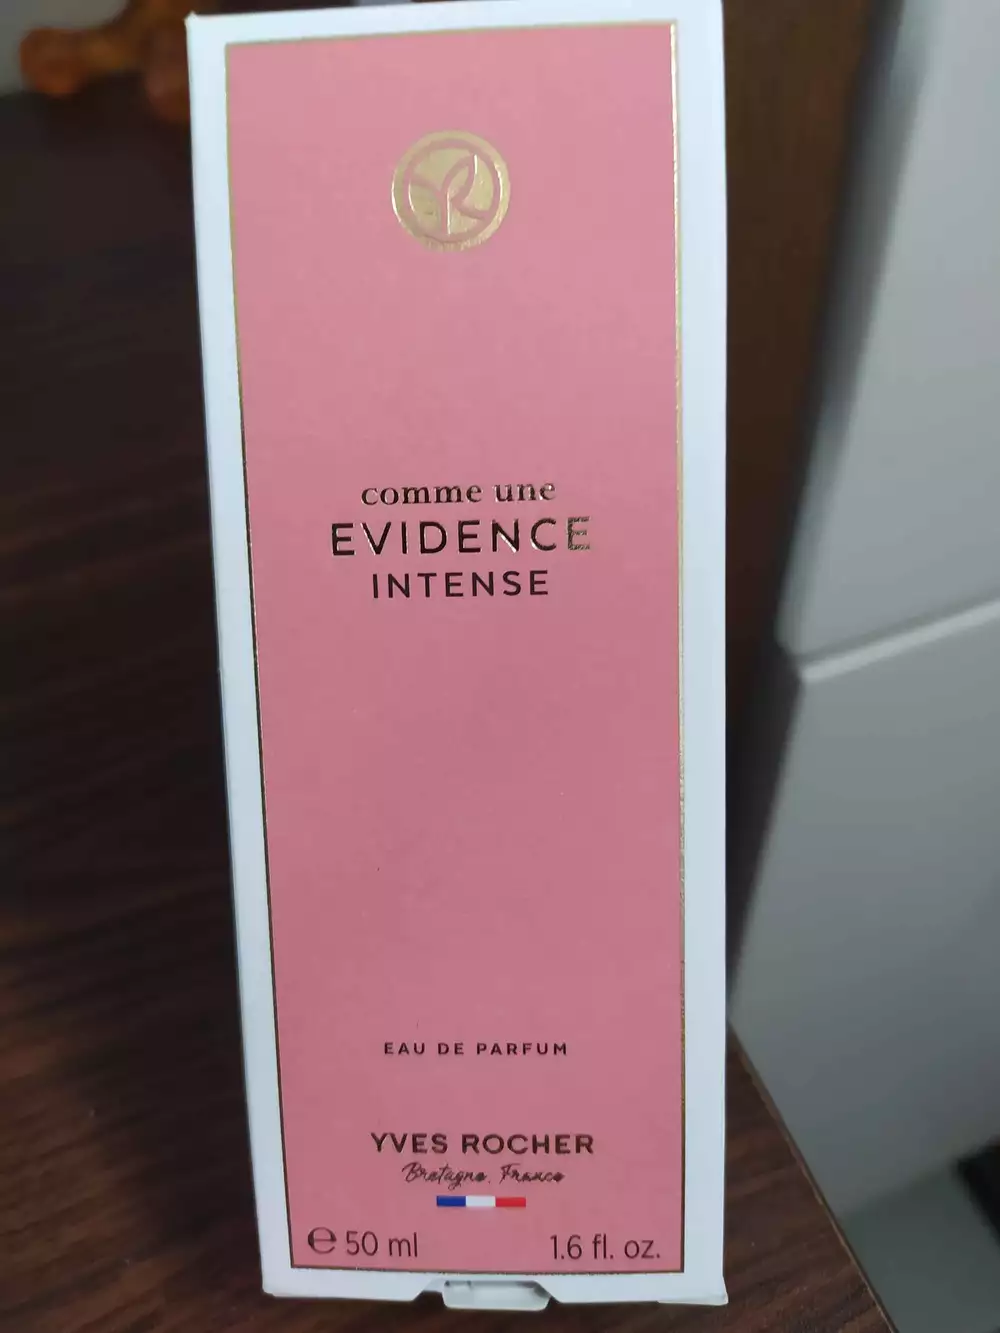 comme une
EVIDENCE
INTENSE
EAU DE PARFUM
YVES ROCHER
Bretagne. France
℮ 50 ml 1.6 fl. oz.